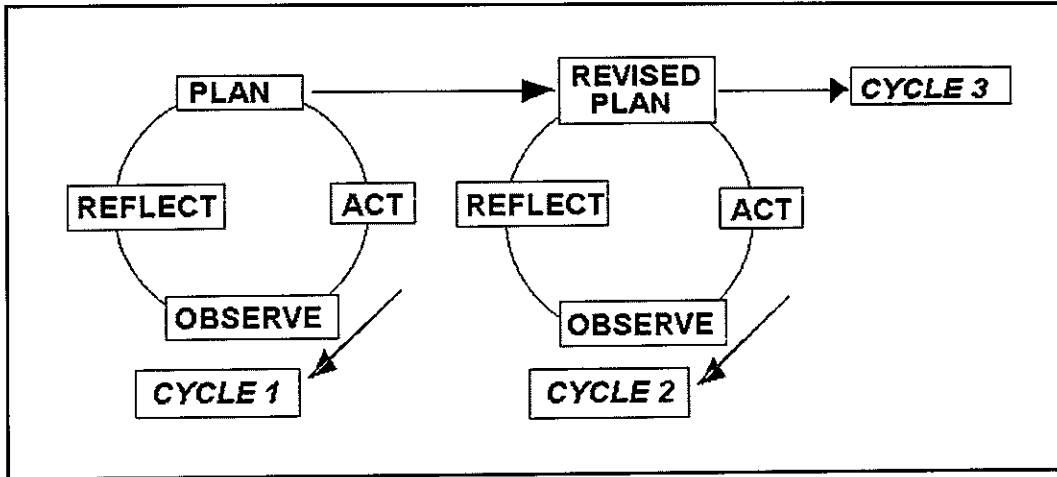 PLAN
REVISED
PLAN
CYCLE 3
REFLECT
ACT
REFLECT
ACT
OBSERVE
OBSERVE
CYCLE 1
CYCLE 2